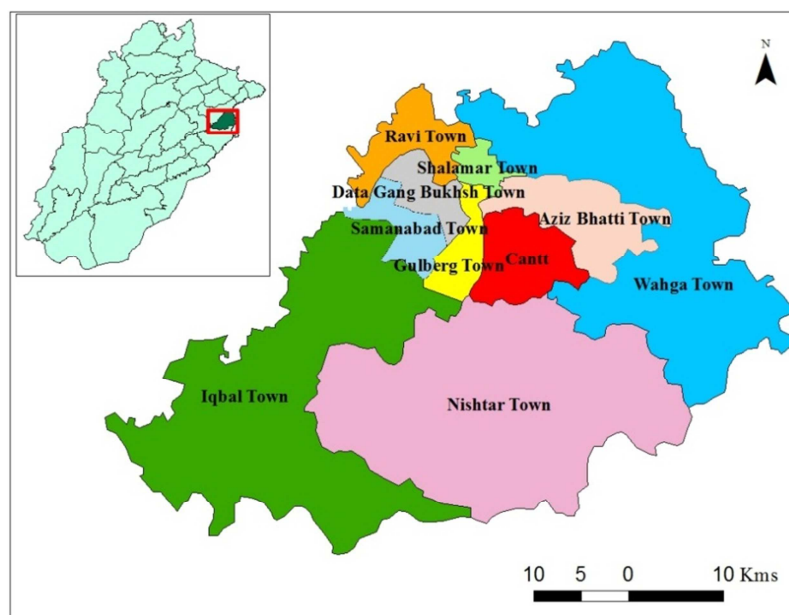 N
Ravi Town
Shalamar Town
Data Gang Bukhsh Town
Aziz Bhatti Town
Samanabad Town
Gulberg Town
Cantt
Wahga Town
Iqbal Town
Nishtar Town
10 5 0 10 Kms